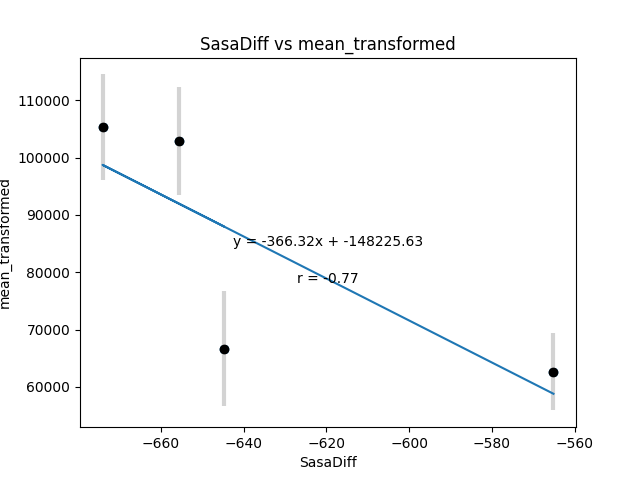 SasaDiff vs mean_transformed
mean_transformed
110000
100000
90000
80000
70000
60000
y = -366.32x + -148225.63
r = -0.77
−660
−640
−620
−600
−580
−560
SasaDiff